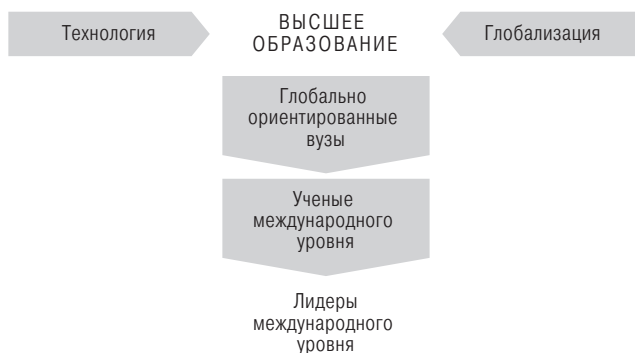 Технология
ВЫСШЕЕ
ОБРАЗОВАНИЕ
Глобализация
Глобально
ориентированные
вузы
Ученые
международного
уровня
Лидеры
международного
уровня